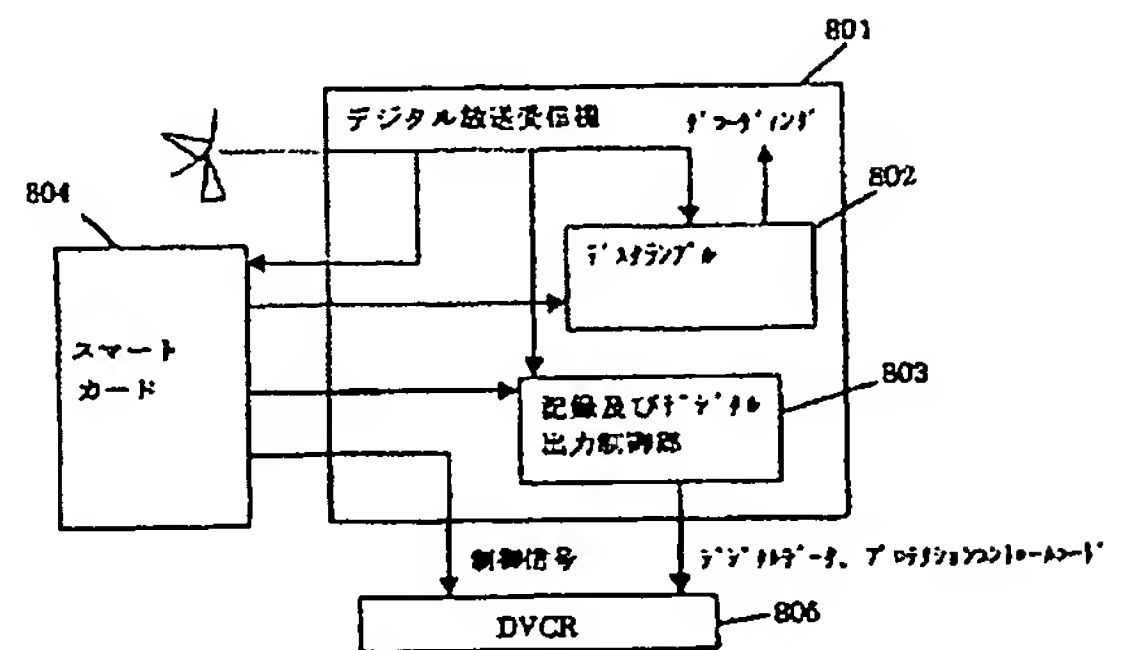 801
デジタル放送受信機
デコーディング
802
804
デスクランブル
スマート
カード
803
記録及びデジタル
出力制御部
制御信号
デジタルデータ、プロテクションコントロールコード
DVCR
806